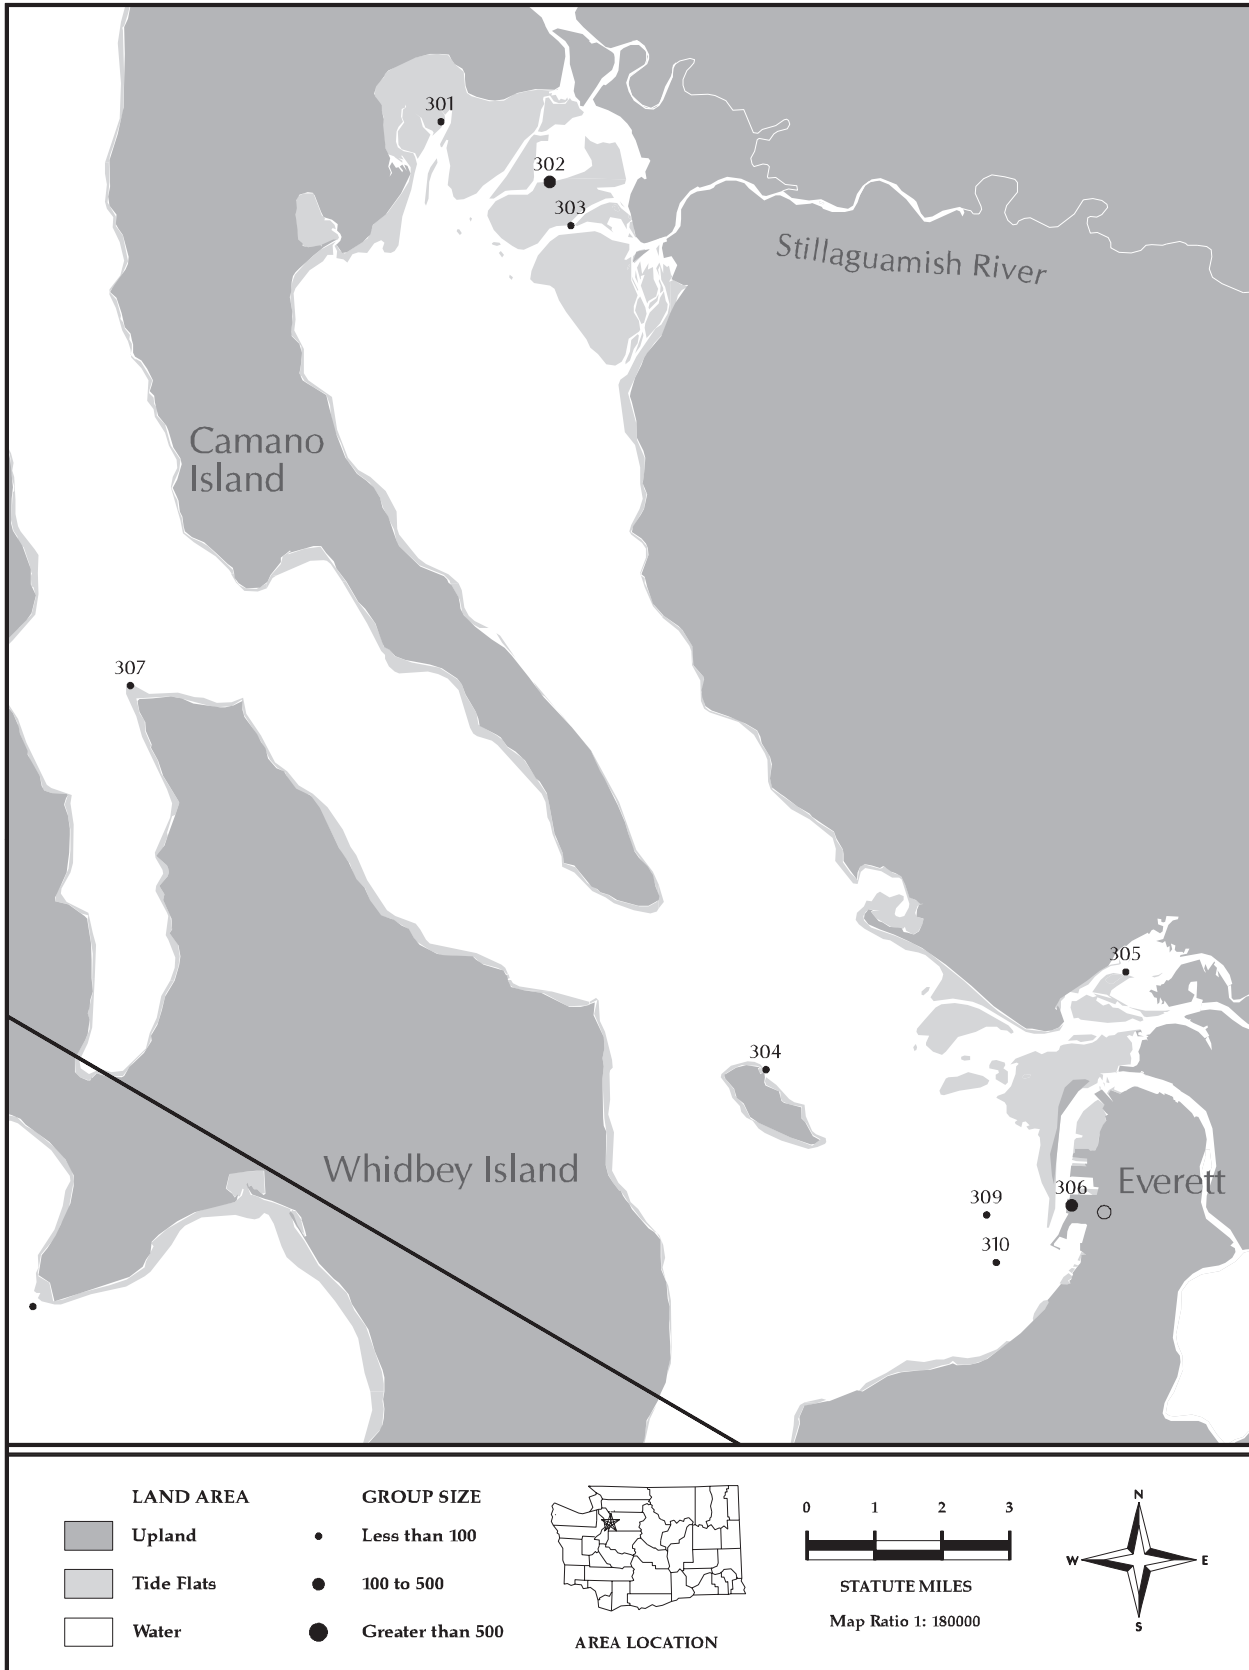 301
302
303
Stillaguamish River
Camano
Island
307
305
304
Whidbey Island
306
Everett
309
310
LAND AREA
Upland
Tide Flats
Water
GROUP SIZE
Less than 100
100 to 500
Greater than 500
AREA LOCATION
0 1 2 3
STATUTE MILES
Map Ratio 1: 180000
N
W E
S